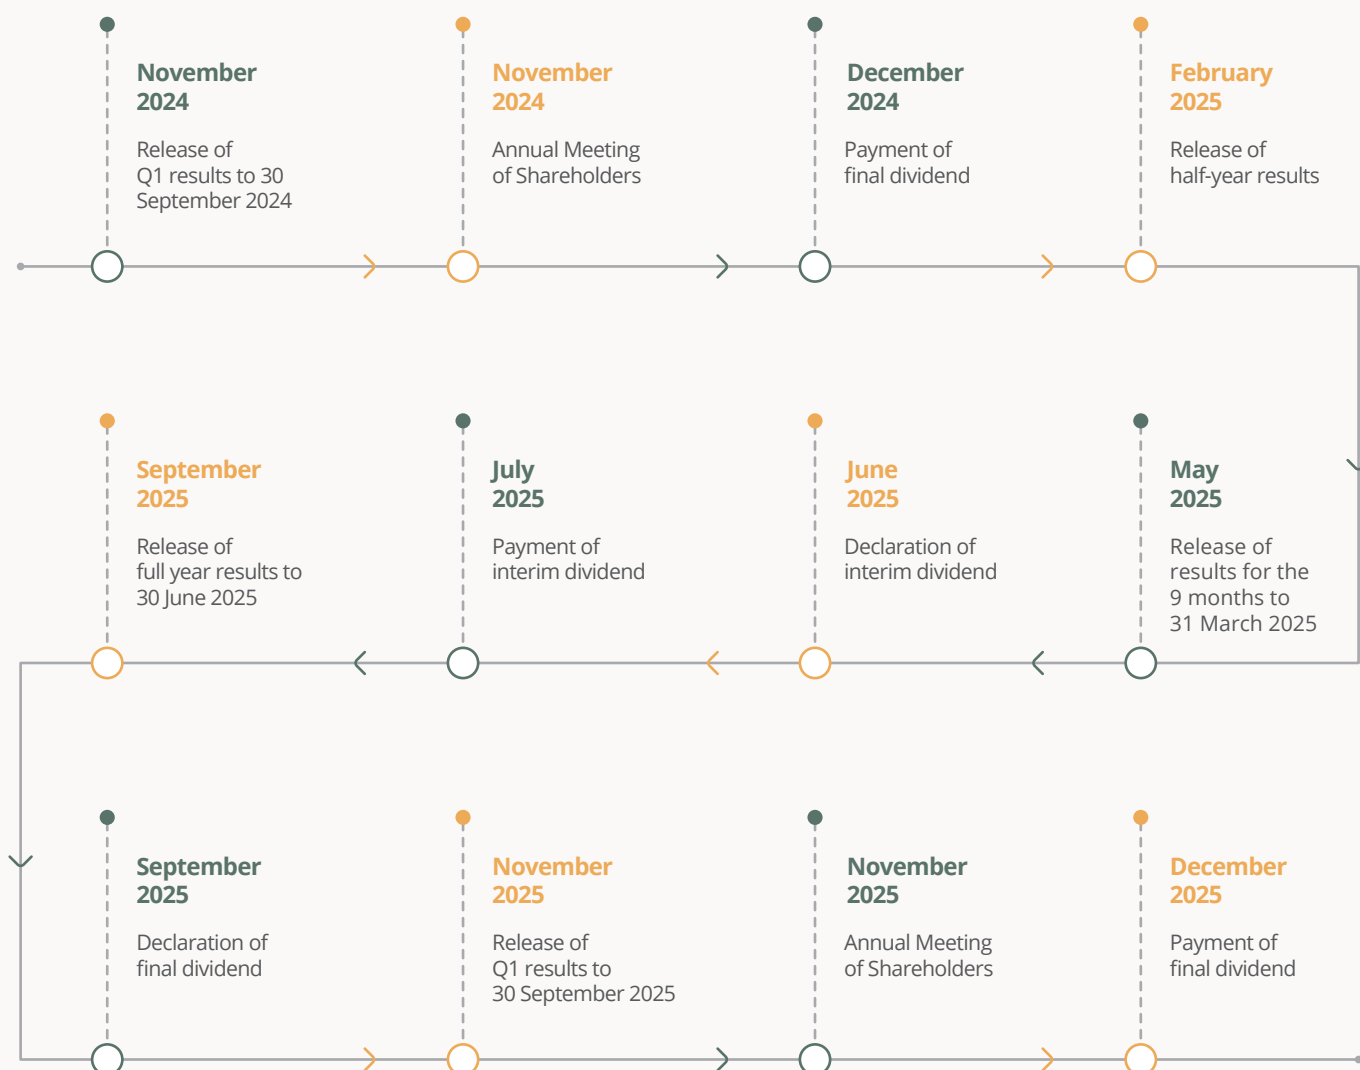 November
2024
Release of
Q1 results to 30
September 2024
November
2024
Annual Meeting
of Shareholders
December
2024
Payment of
final dividend
February
2025
Release of
half-year results
May
2025
Release of
results for the
9 months to
31 March 2025
June
2025
Declaration of
interim dividend
July
2025
Payment of
interim dividend
September
2025
Release of
full year results to
30 June 2025
September
2025
Declaration of
final dividend
November
2025
Release of
Q1 results to
30 September 2025
November
2025
Annual Meeting
of Shareholders
December
2025
Payment of
final dividend